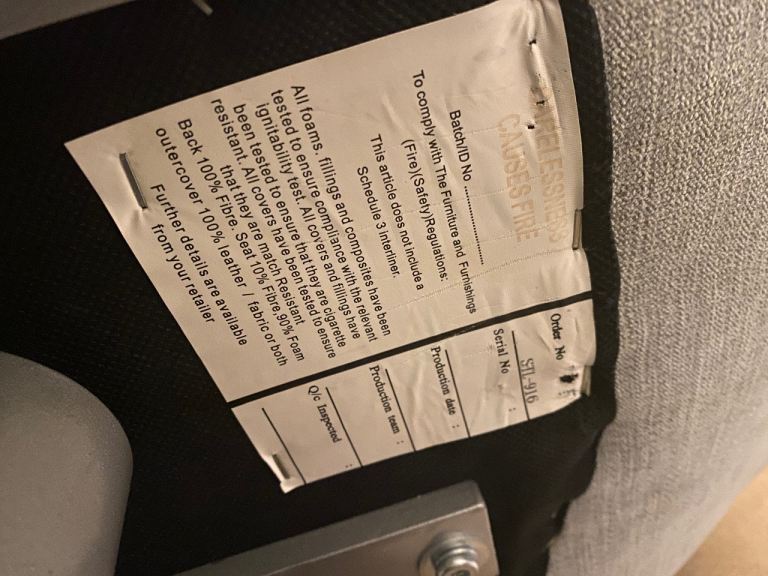 CARELESSNESS
CAUSES FIRE
Batch/ID No ....................
To comply with The Furniture and Furnishings
(Fire)(Safety)Regulations:
This article does not include a
Schedule 3 interliner.
All foams, fillings and composites have been
tested to ensure compliance with the relevant
ignitability test. All covers and fillings have
been tested to ensure that they are cigarette
resistant. All covers have been tested to ensure
that they are match Resistant
Back 100% Fibre. Seat 10% Fibre.90% Foam
outercover 100% leather / fabric or both
Further details are available
from your retailer
Order No :
STL-916
Serial No :
Production date :
Production team :
Q/c Inspected :